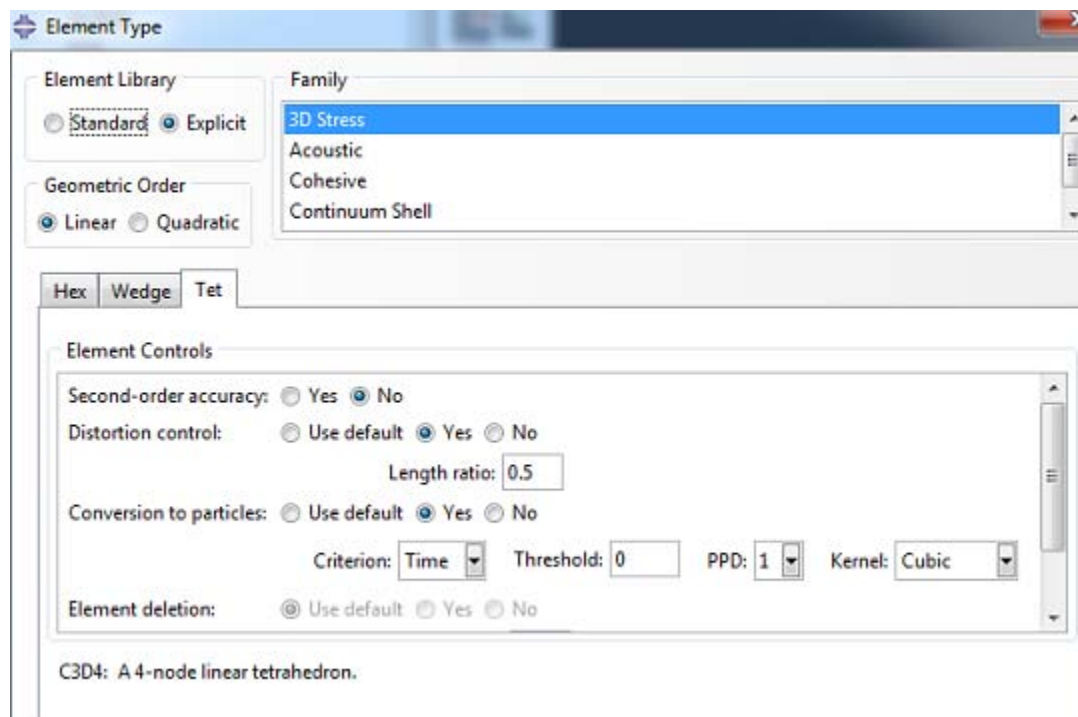 Element Type
Element Library
Standard Explicit
Family
3D Stress
Acoustic
Cohesive
Continuum Shell
Geometric Order
Linear Quadratic
Hex Wedge Tet
Element Controls
Second-order accuracy: Yes No
Distortion control: Use default Yes No
Length ratio: 0.5
Conversion to particles: Use default Yes No
Criterion: Time Threshold: 0 PPD: 1 Kernel: Cubic
Element deletion: Use default Yes No
C3D4: A 4-node linear tetrahedron.